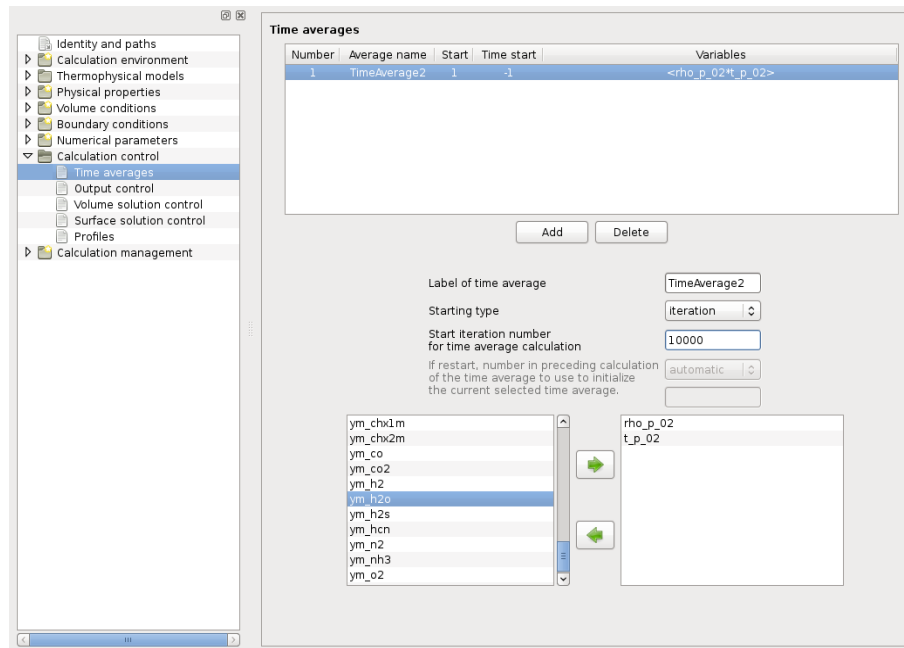 Identity and paths
Calculation environment
Thermophysical models
Physical properties
Volume conditions
Boundary conditions
Numerical parameters
Calculation control
Time averages
Output control
Volume solution control
Surface solution control
Profiles
Calculation management
Time averages
Number Average name Start Time start Variables
1 TimeAverage2 1 -1 <rho_p_02*t_p_02>
Add Delete
Label of time average TimeAverage2
Starting type iteration
Start iteration number
for time average calculation 10000
If restart, number in preceding calculation
of the time average to use to initialize
the current selected time average.
automatic
ym_chx1m
ym_chx2m
ym_co
ym_co2
ym_h2
ym_h2o
ym_h2s
ym_hcn
ym_n2
ym_nh3
ym_o2
rho_p_02
t_p_02